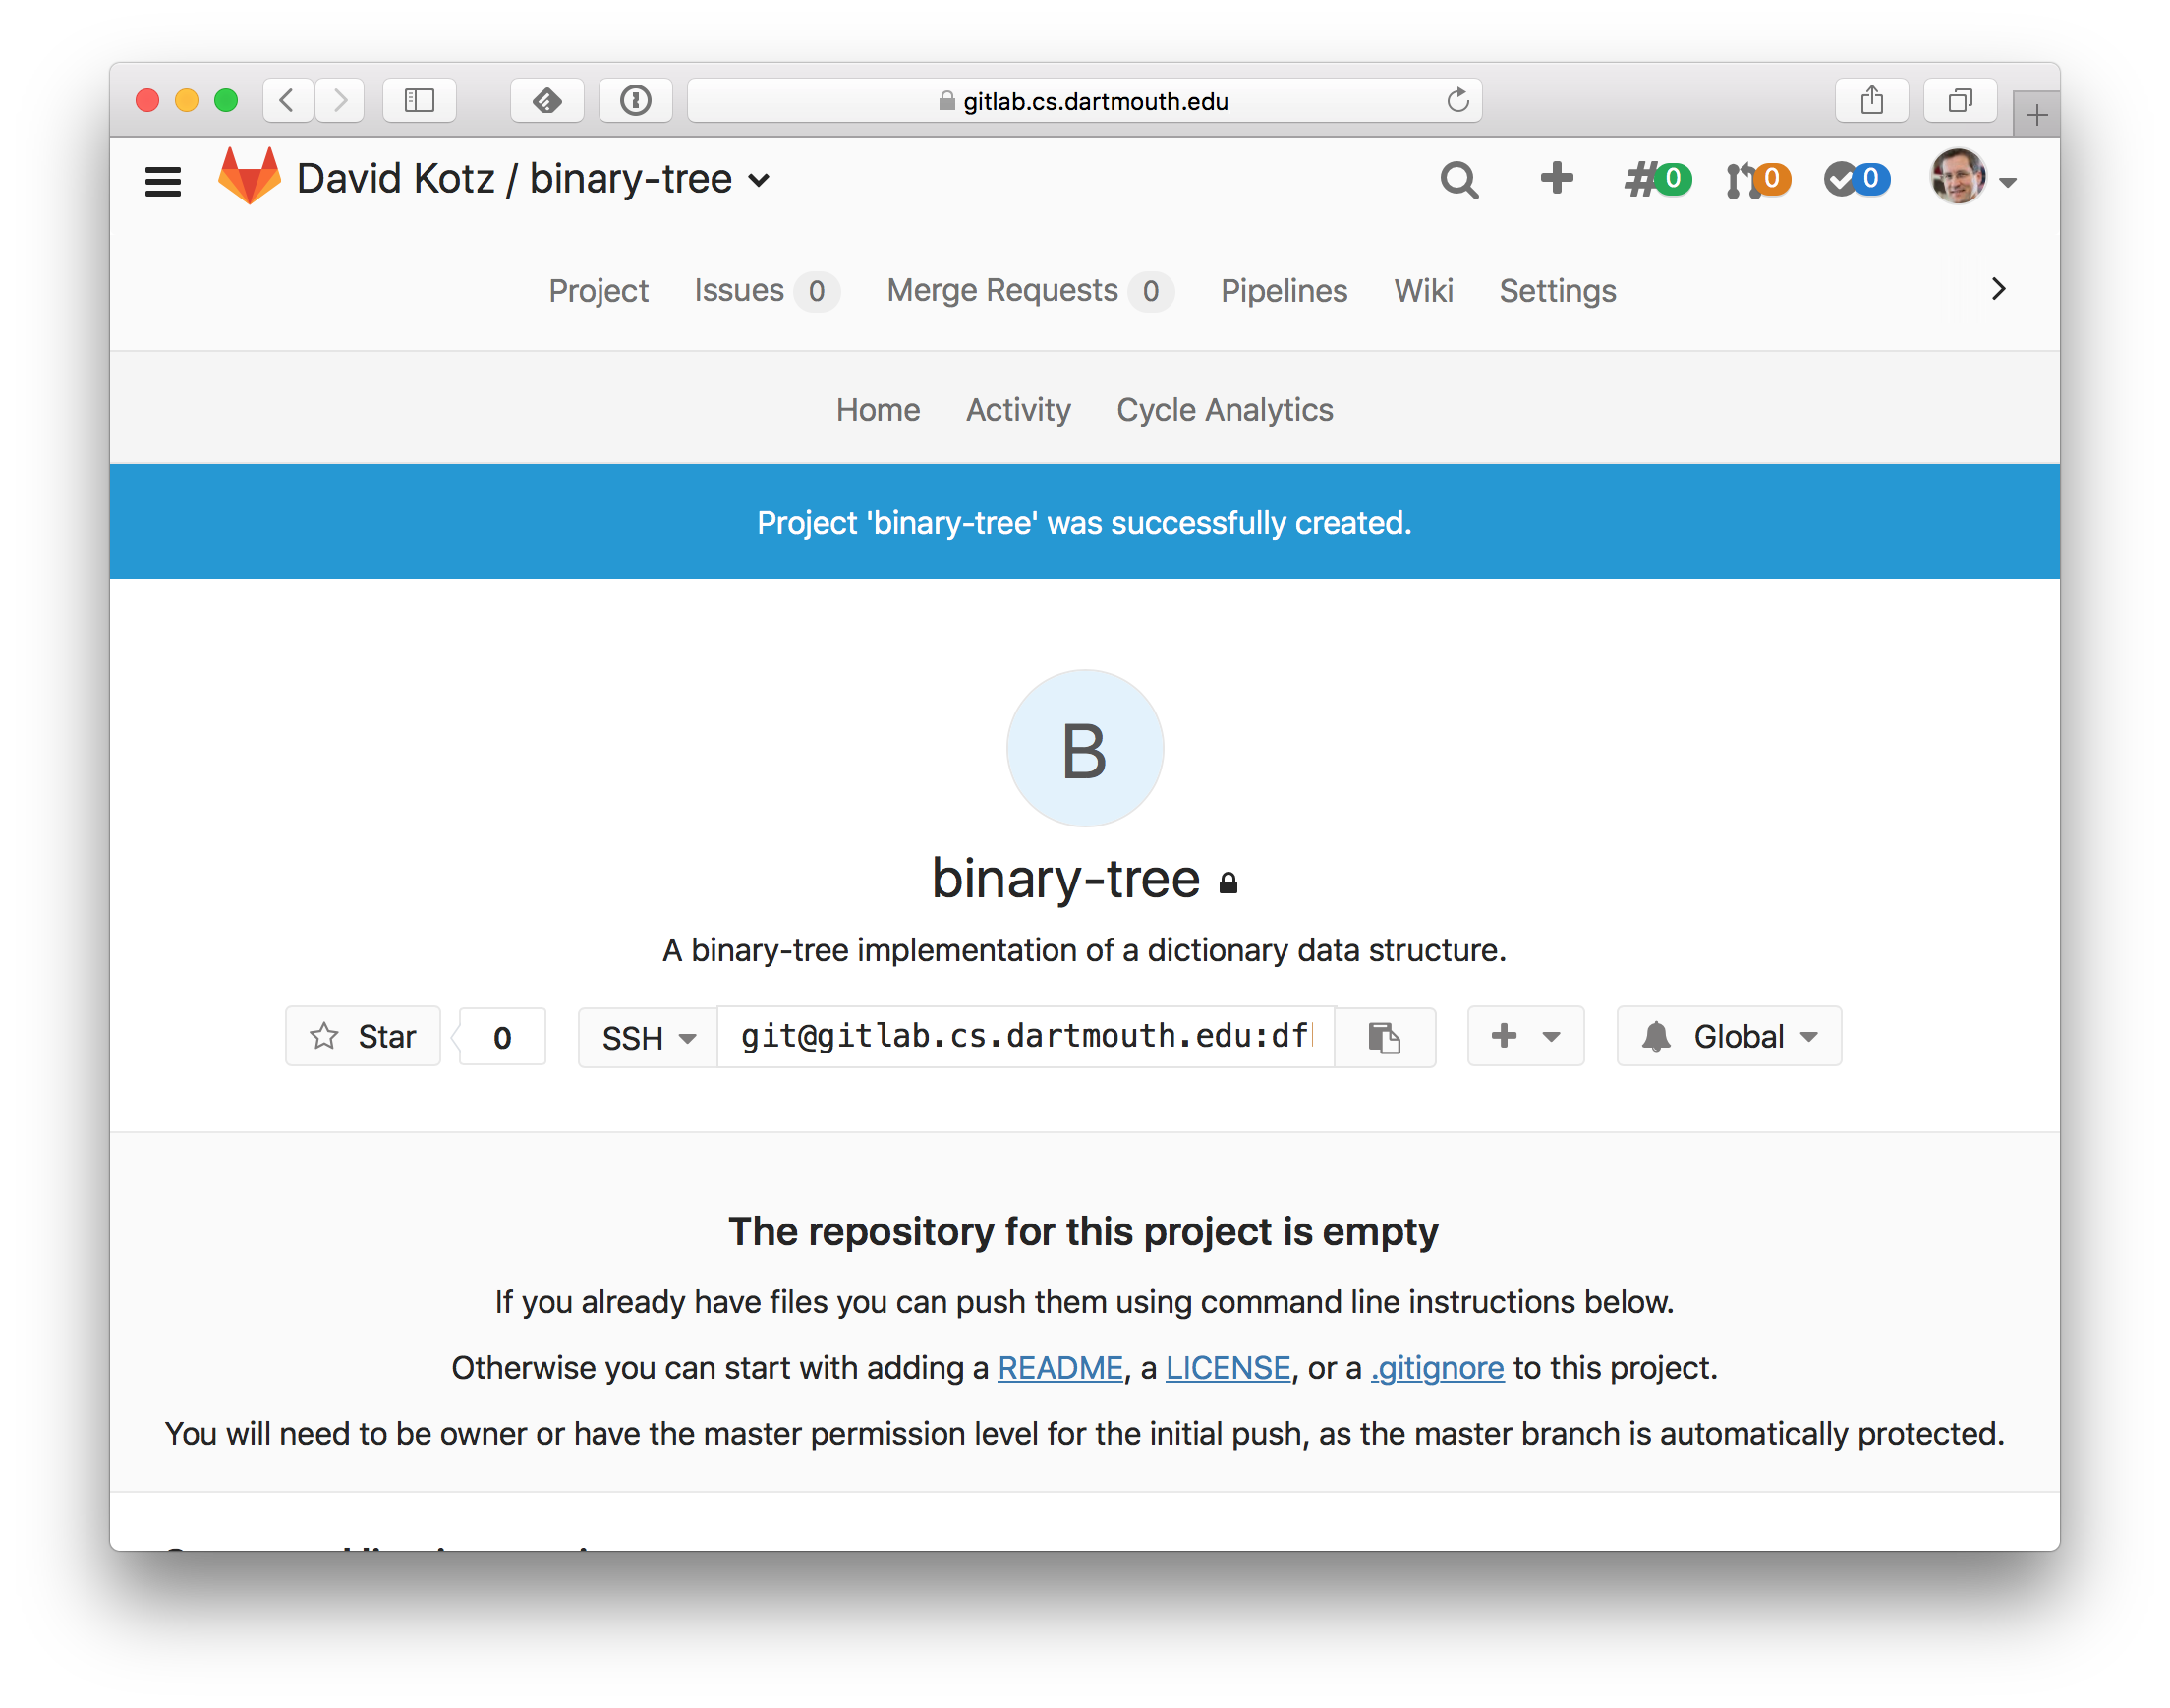 gitlab.cs.dartmouth.edu
David Kotz / binary-tree
0 0 0
Project Issues 0 Merge Requests 0 Pipelines Wiki Settings
Home Activity Cycle Analytics
Project 'binary-tree' was successfully created.
B
binary-tree
A binary-tree implementation of a dictionary data structure.
Star 0 SSH git@gitlab.cs.dartmouth.edu:df Global
The repository for this project is empty
If you already have files you can push them using command line instructions below.
Otherwise you can start with adding a README, a LICENSE, or a .gitignore to this project.
You will need to be owner or have the master permission level for the initial push, as the master branch is automatically protected.